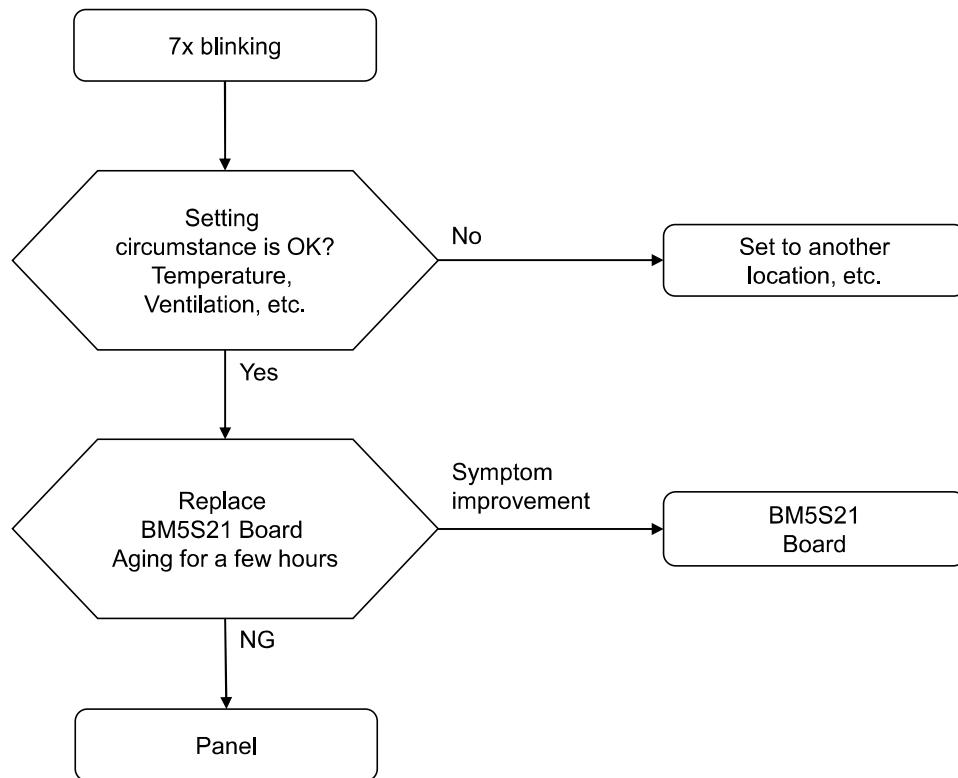 7x blinking
Setting
circumstance is OK?
Temperature,
Ventilation, etc.
No
Set to another
location, etc.
Yes
Replace
BM5S21 Board
Aging for a few hours
Symptom
improvement
BM5S21
Board
NG
Panel